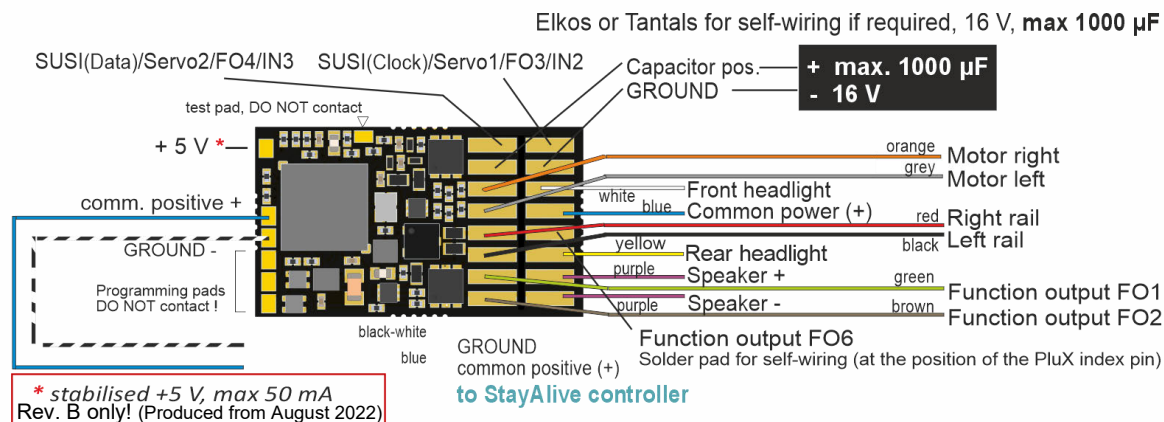 Elkos or Tantals for self-wiring if required, 16 V, max 1000 µF
SUSI(Data)/Servo2/FO4/IN3
SUSI(Clock)/Servo1/FO3/IN2
Capacitor pos.
+ max. 1000 µF
GROUND
- 16 V
test pad, DO NOT contact
+ 5 V *
orange
Motor right
grey
Motor left
white
Front headlight
comm. positive +
blue
Common power (+)
red
Right rail
black
Left rail
GROUND -
yellow
Rear headlight
purple
Speaker +
green
Function output FO1
Programming pads
DO NOT contact !
purple
Speaker -
brown
Function output FO2
black-white
GROUND
Function output FO6
blue
common positive (+)
Solder pad for self-wiring (at the position of the PluX index pin)
to StayAlive controller
* stabilised +5 V, max 50 mA
Rev. B only! (Produced from August 2022)